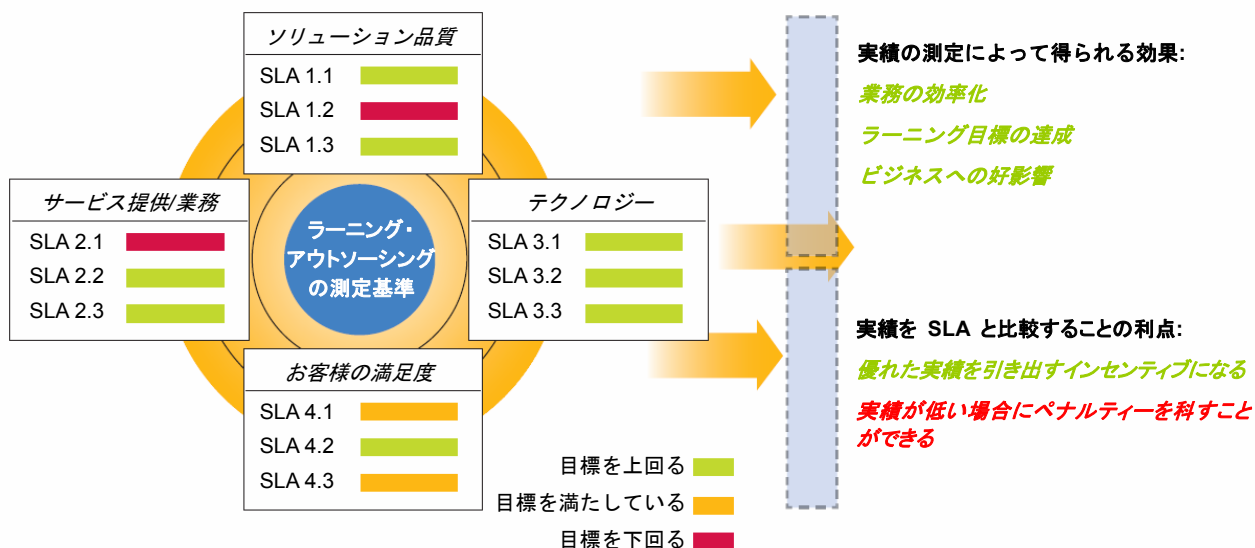 ソリューション品質
SLA 1.1
SLA 1.2
SLA 1.3
サービス提供/業務
SLA 2.1
SLA 2.2
SLA 2.3
ラーニング・
アウトソーシング
の測定基準
テクノロジー
SLA 3.1
SLA 3.2
SLA 3.3
お客様の満足度
SLA 4.1
SLA 4.2
SLA 4.3
目標を上回る
目標を満たしている
目標を下回る
実績の測定によって得られる効果:
業務の効率化
ラーニング目標の達成
ビジネスへの好影響
実績を SLA と比較することの利点:
優れた実績を引き出すインセンティブになる
実績が低い場合にペナルティーを科すこと
ができる